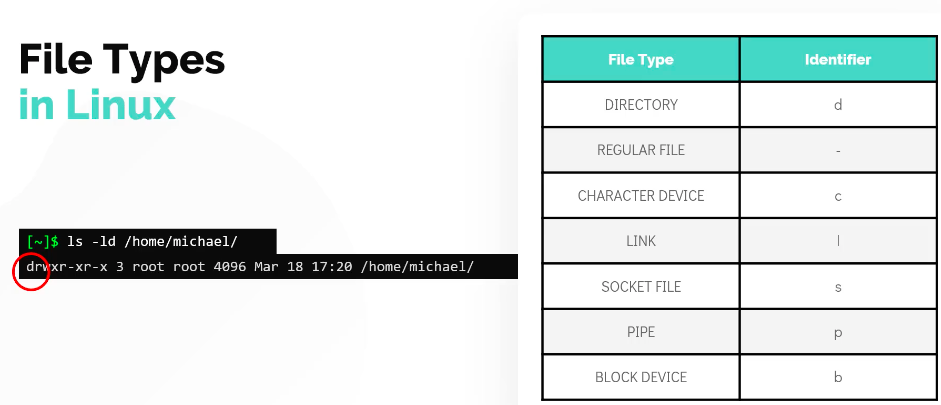 File Types
in Linux
[~]$ ls -ld /home/michael/
drwxr-xr-x 3 root root 4096 Mar 18 17:20 /home/michael/
File Type Identifier
DIRECTORY d
REGULAR FILE -
CHARACTER DEVICE c
LINK l
SOCKET FILE s
PIPE p
BLOCK DEVICE b